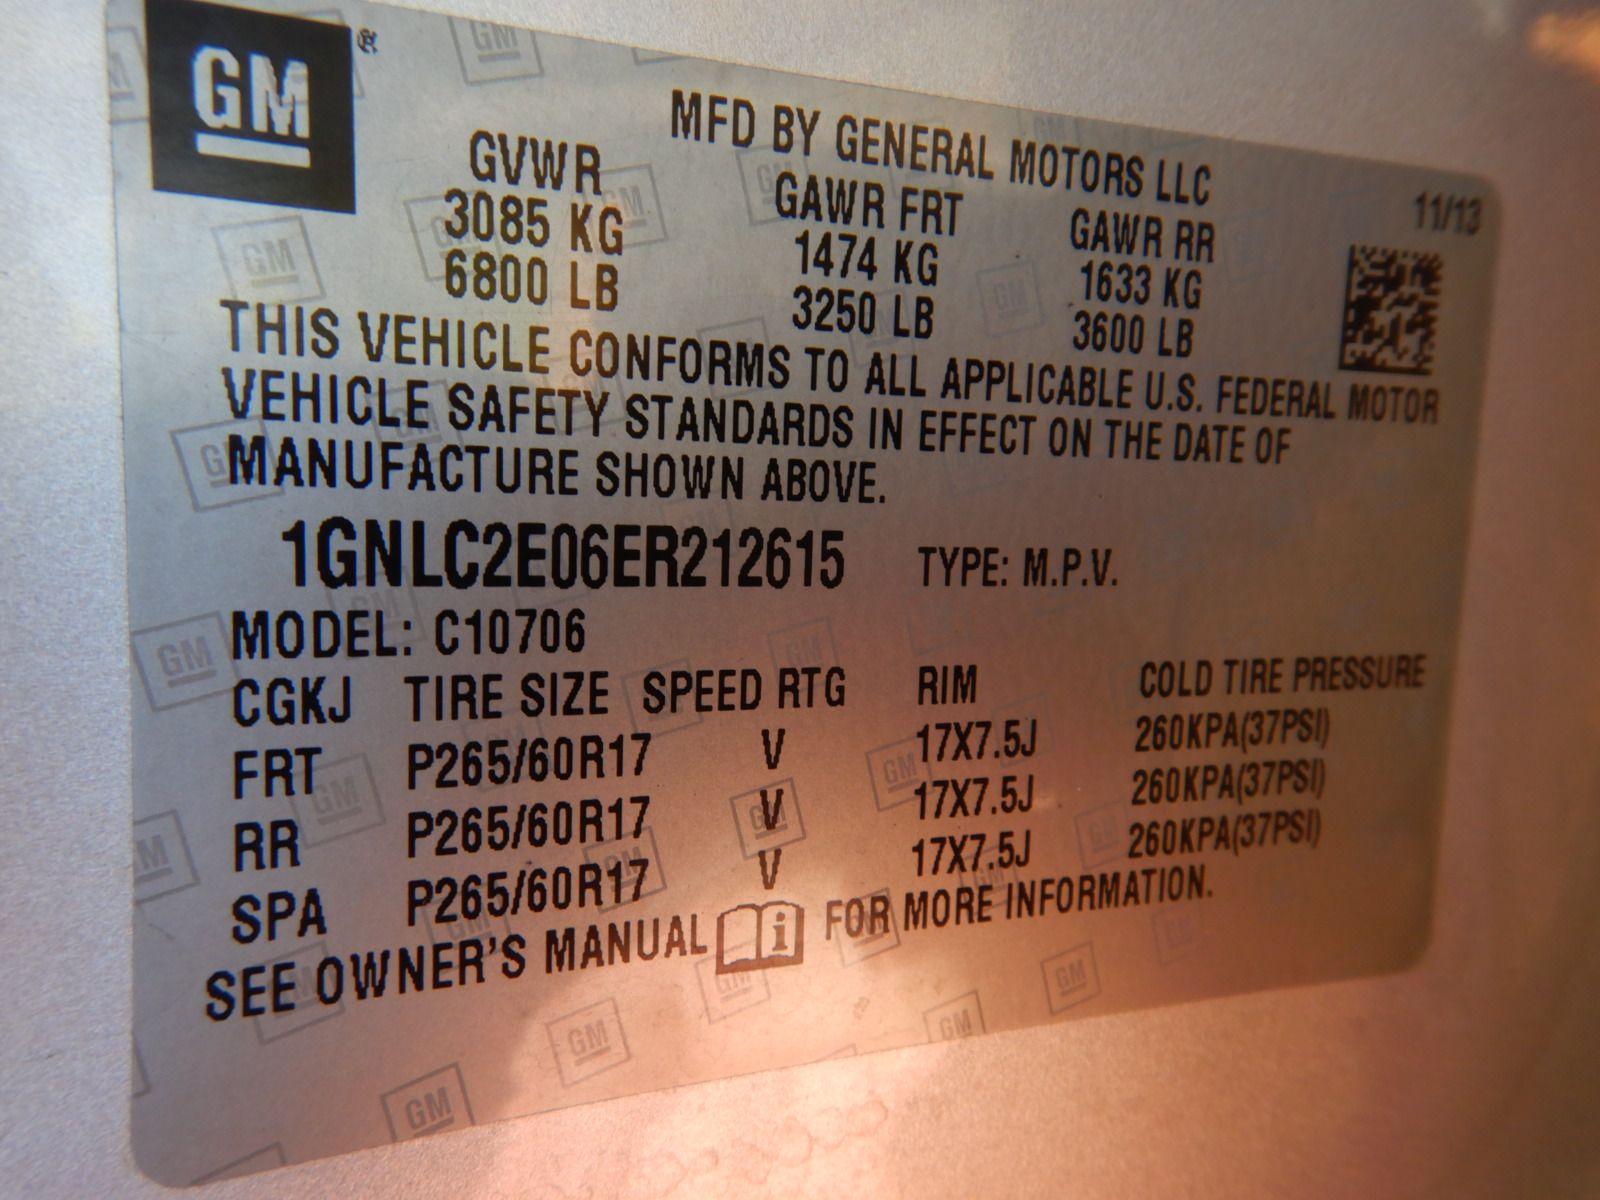 GM
MFD BY GENERAL MOTORS LLC
11/13
GVWR GAWR FRT GAWR RR
3085 KG 1474 KG 1633 KG
6800 LB 3250 LB 3600 LB
THIS VEHICLE CONFORMS TO ALL APPLICABLE U.S. FEDERAL MOTOR
VEHICLE SAFETY STANDARDS IN EFFECT ON THE DATE OF
MANUFACTURE SHOWN ABOVE.
1GNLC2E06ER212615 TYPE: M.P.V.
MODEL: C10706
CGKJ TIRE SIZE SPEED RTG RIM COLD TIRE PRESSURE
FRT P265/60R17 V 17X7.5J 260KPA(37PSI)
RR P265/60R17 V 17X7.5J 260KPA(37PSI)
SPA P265/60R17 V 17X7.5J 260KPA(37PSI)
SEE OWNER'S MANUAL i FOR MORE INFORMATION.